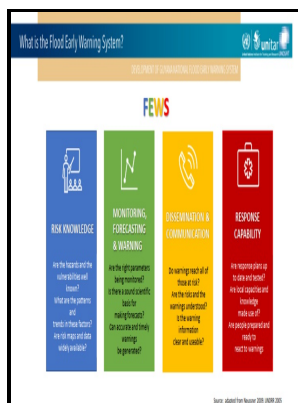 What is the Flood Early Warning System?
unitar
DEVELOPMENT OF GUYANA NATIONAL FLOOD EARLY WARNING SYSTEM
FEWS
RISK KNOWLEDGE
Are the hazards and the
vulnerabilities well
known?
What are the patterns
and
trends in these factors?
Are risk maps and data
widely available?
MONITORING,
FORECASTING
& WARNING
Are the right parameters
being monitored?
Is there a sound scientific
basis for
making forecasts?
Can accurate and timely
warnings
be generated?
DISSEMINATION &
COMMUNICATION
Do warnings reach all of
those at risk?
Are the risks and the
warnings understood?
Is the warning
information
clear and useable?
RESPONSE
CAPABILITY
Are response plans up
to date and tested?
Are local capacities and
knowledge
made use of?
Are people prepared and
ready to
react to warnings
Source: adapted from Neussner 2009, UNISDR 2005